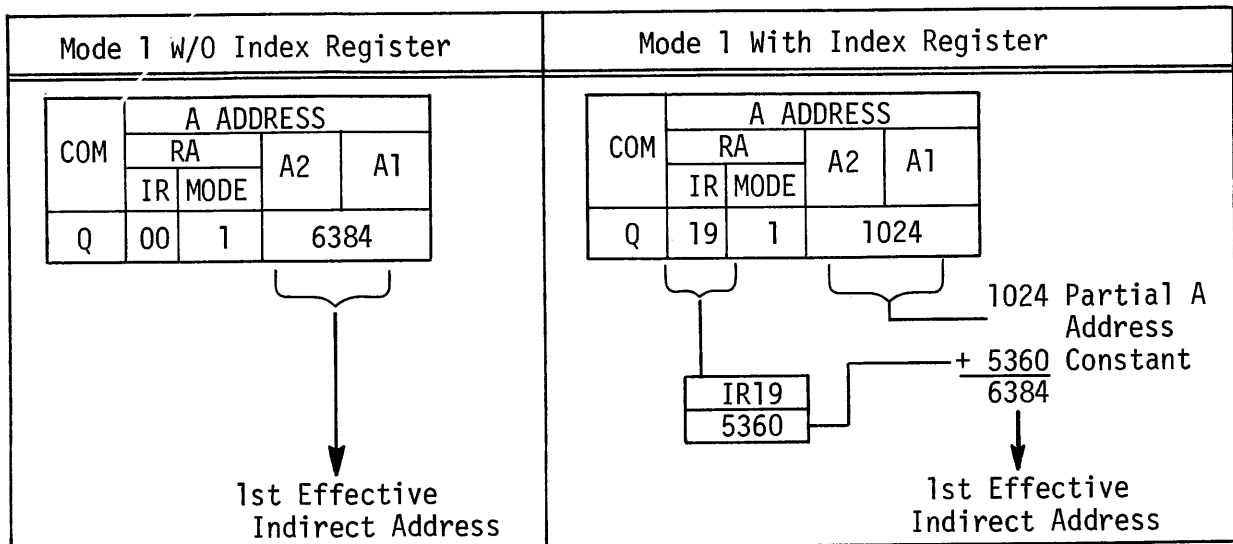 Mode 1 W/O Index Register
A ADDRESS
COM
RA
A2
A1
IR
MODE
Q
00
1
6384
1st Effective
Indirect Address
Mode 1 With Index Register
A ADDRESS
COM
RA
A2
A1
IR
MODE
Q
19
1
1024
1024 Partial A
Address
+ 5360 Constant
6384
IR19
5360
1st Effective
Indirect Address